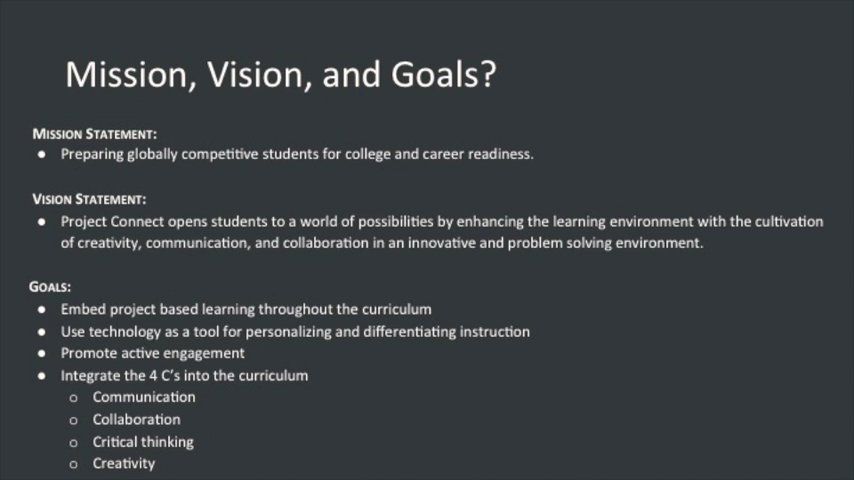 Mission, Vision, and Goals?
MISSION STATEMENT:
● Preparing globally competitive students for college and career readiness.
VISION STATEMENT:
● Project Connect opens students to a world of possibilities by enhancing the learning environment with the cultivation
of creativity, communication, and collaboration in an innovative and problem solving environment.
GOALS:
● Embed project based learning throughout the curriculum
● Use technology as a tool for personalizing and differentiating instruction
● Promote active engagement
● Integrate the 4 C's into the curriculum
○ Communication
○ Collaboration
○ Critical thinking
○ Creativity